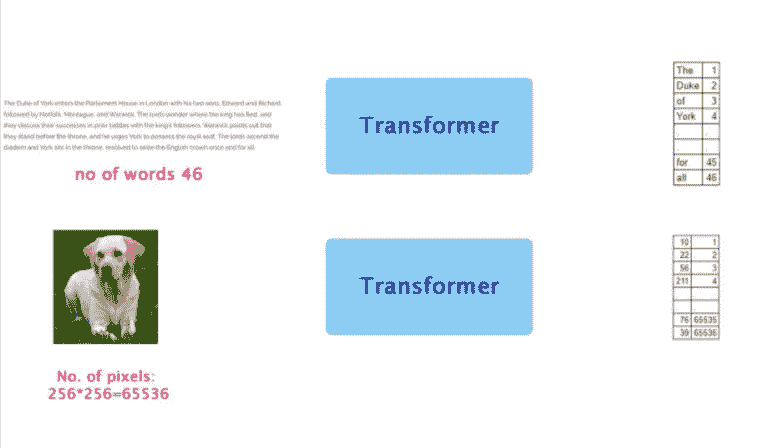 The Duke of York enters the Parliament House in London with his two sons, Edward and Richard,
followed by Norfolk, Montague, and Warwick. The lords wonder where the king has fled, and
they discuss their successes in prior battles with the king's followers. Warwick points out that
they stand before the throne, and he urges York to possess the royal seat. The lords ascend the
diadem and York sits in the throne, resolved to seize the English crown once and for all.
no of words 46
Transformer
The 1
Duke 2
of 3
York 4
. .
. .
for 45
all 46
No. of pixels:
256*256=65536
Transformer
10 1
22 2
56 3
211 4
76 65535
39 65536